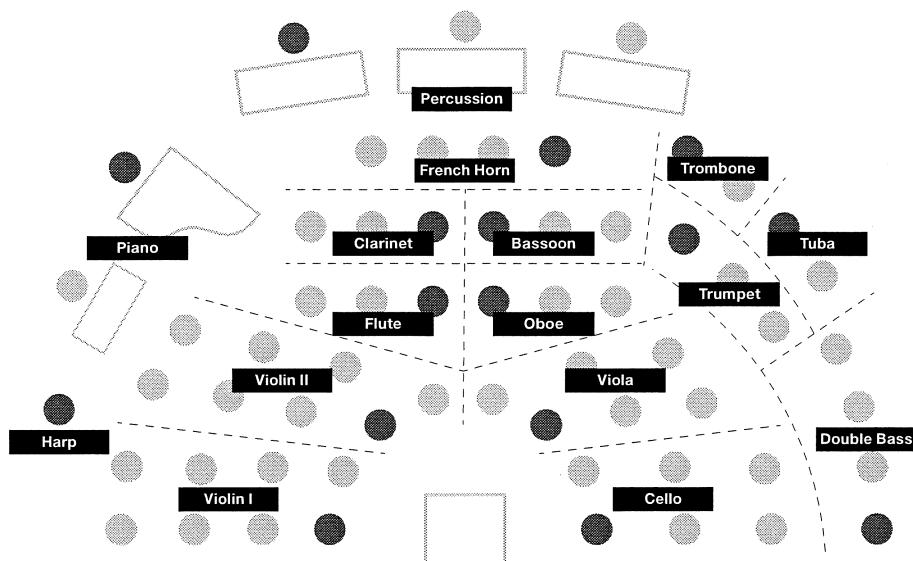 Percussion
French Horn
Trombone
Clarinet
Bassoon
Piano
Tuba
Trumpet
Flute
Oboe
Violin II
Viola
Harp
Double Bass
Violin I
Cello